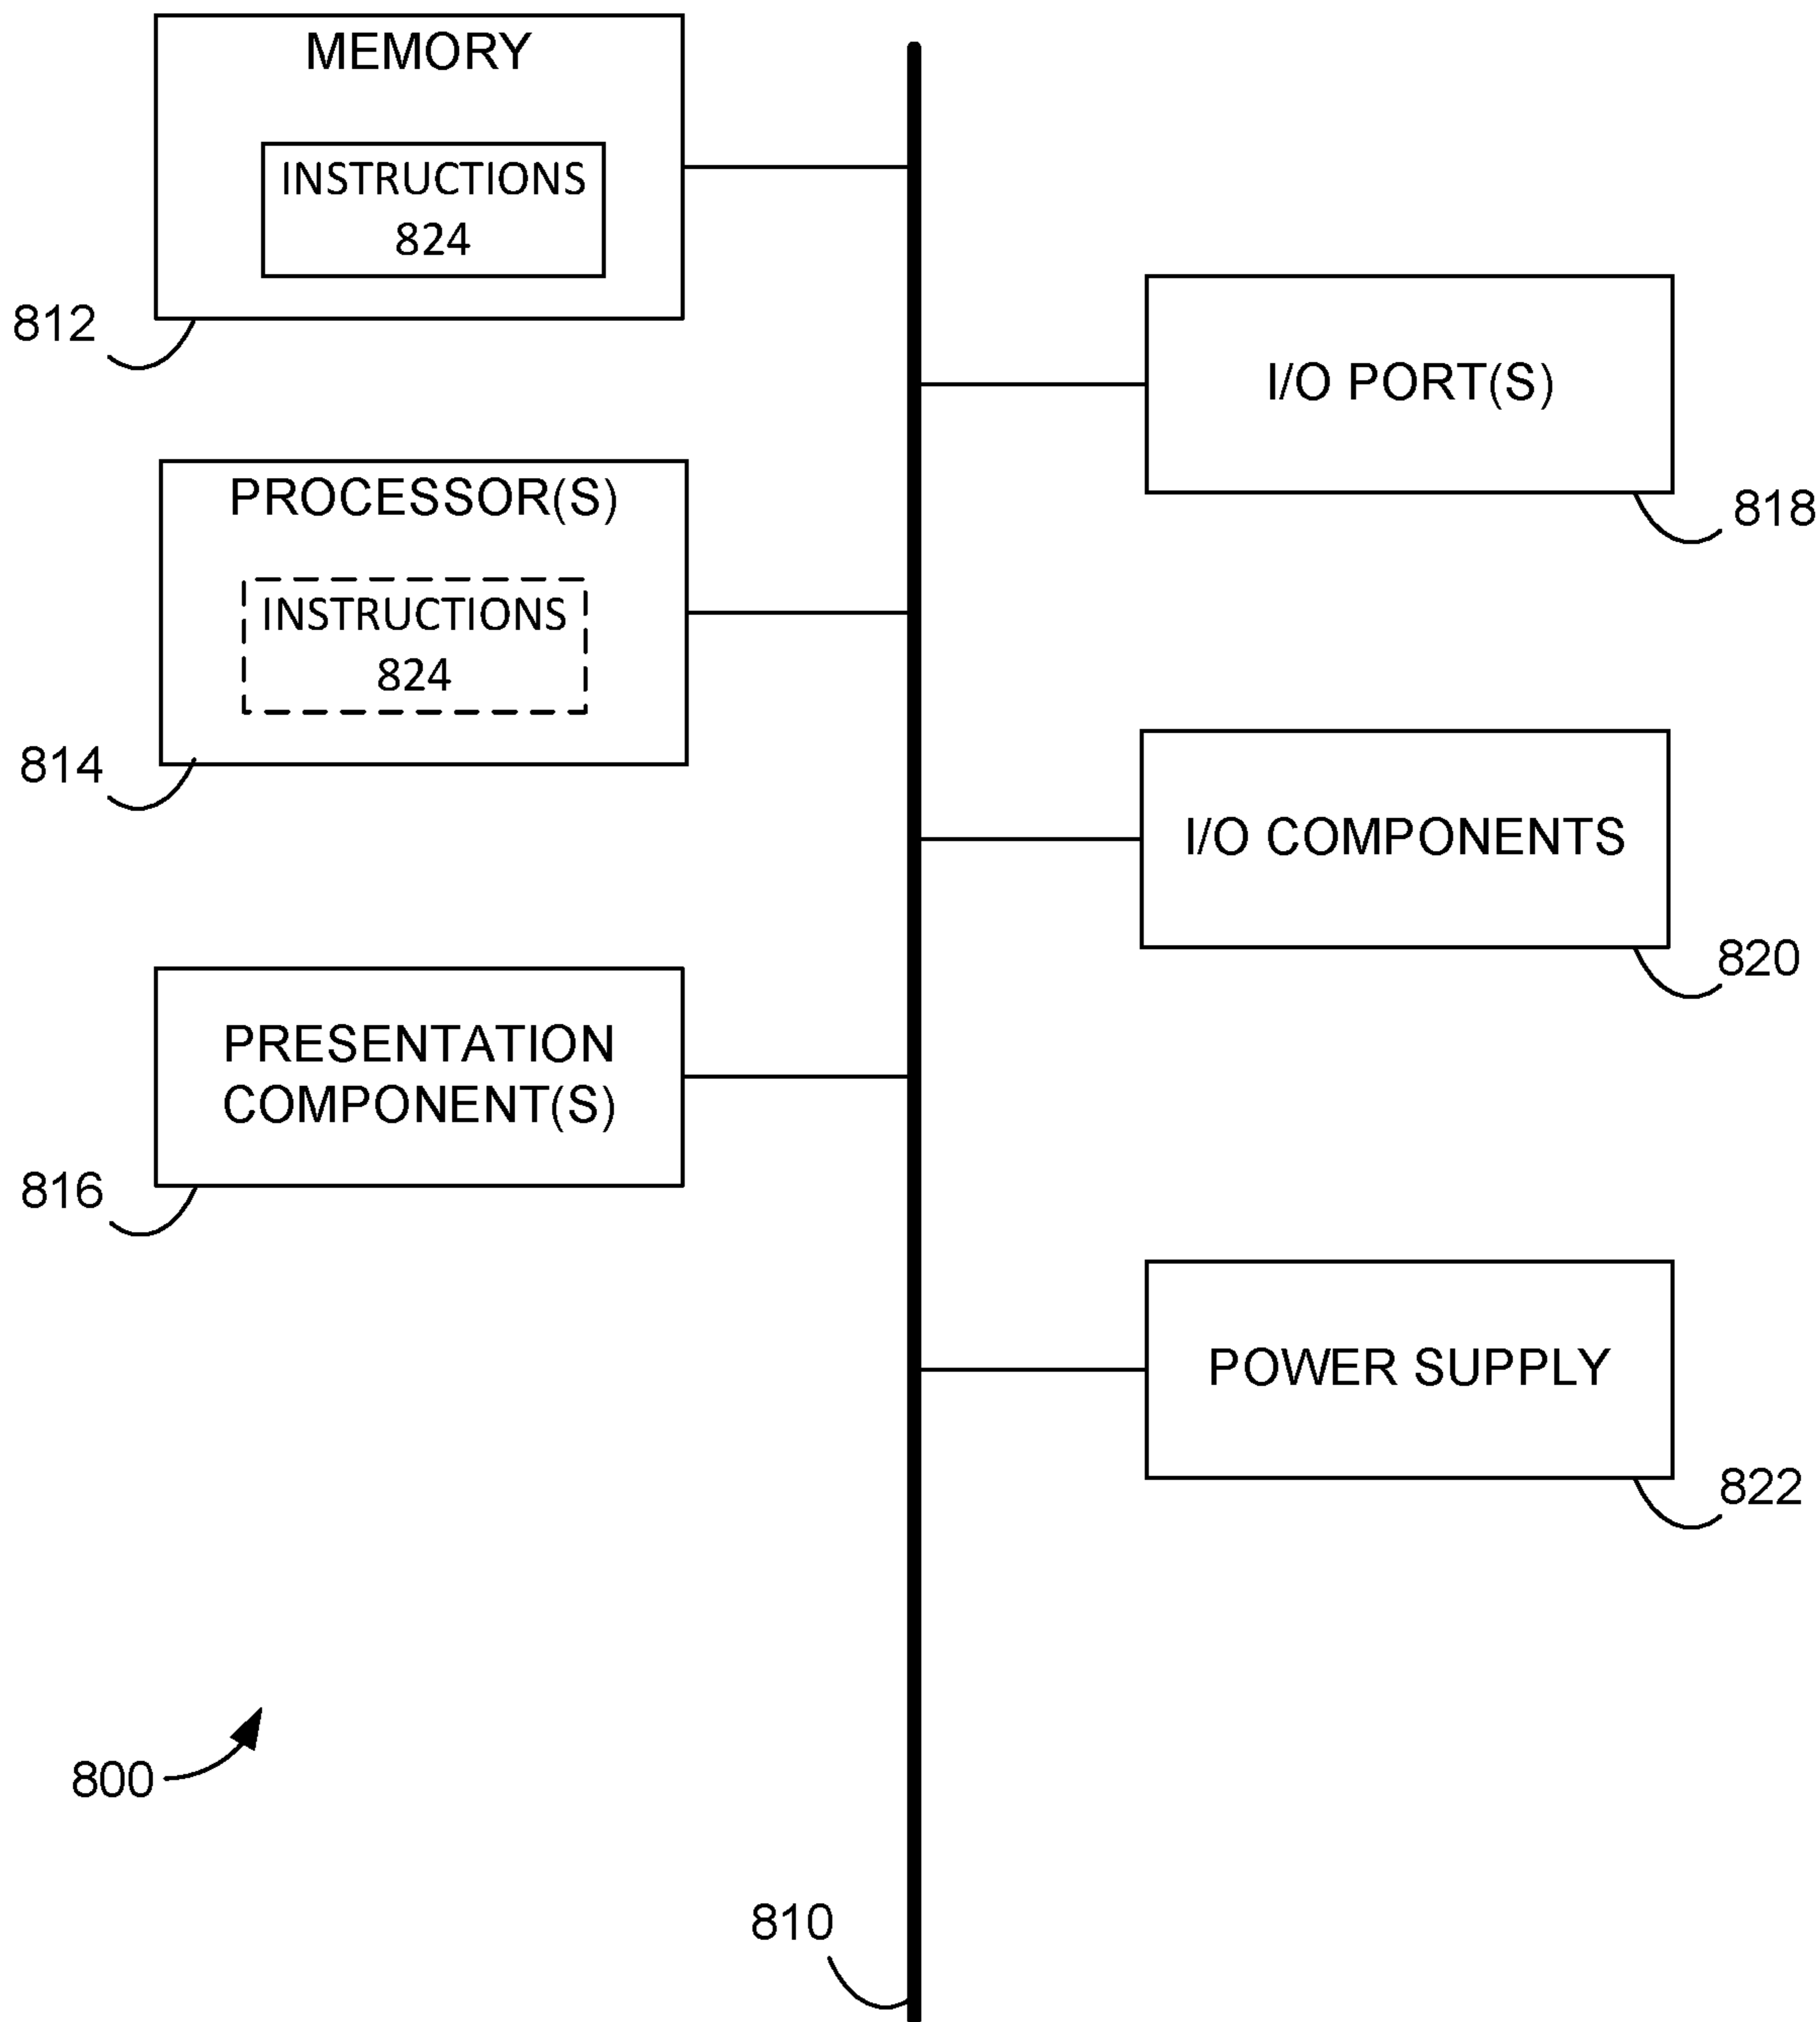 MEMORY
INSTRUCTIONS
824
812
PROCESSOR(S)
INSTRUCTIONS
824
814
PRESENTATION
COMPONENT(S)
816
I/O PORT(S)
818
I/O COMPONENTS
820
POWER SUPPLY
822
800
810